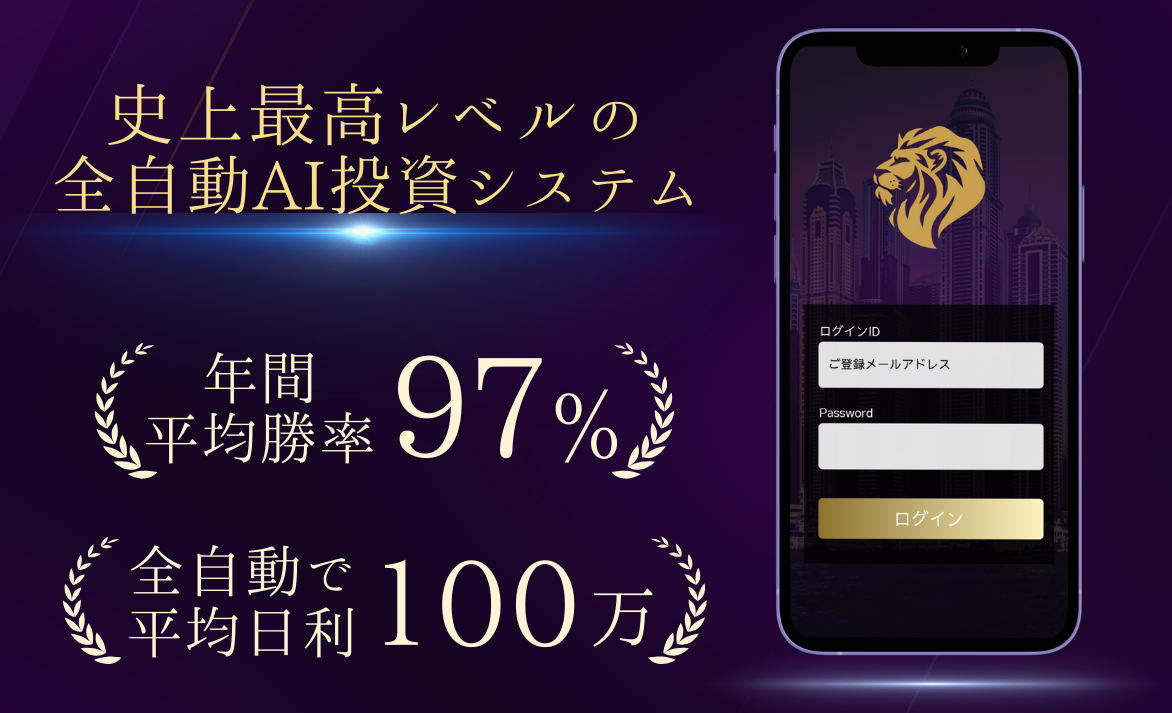 史上最高レベルの
全自動AI投資システム
年間
平均勝率
97%
全自動で
平均日利
100万
ログインID
ご登録メールアドレス
Password
ログイン